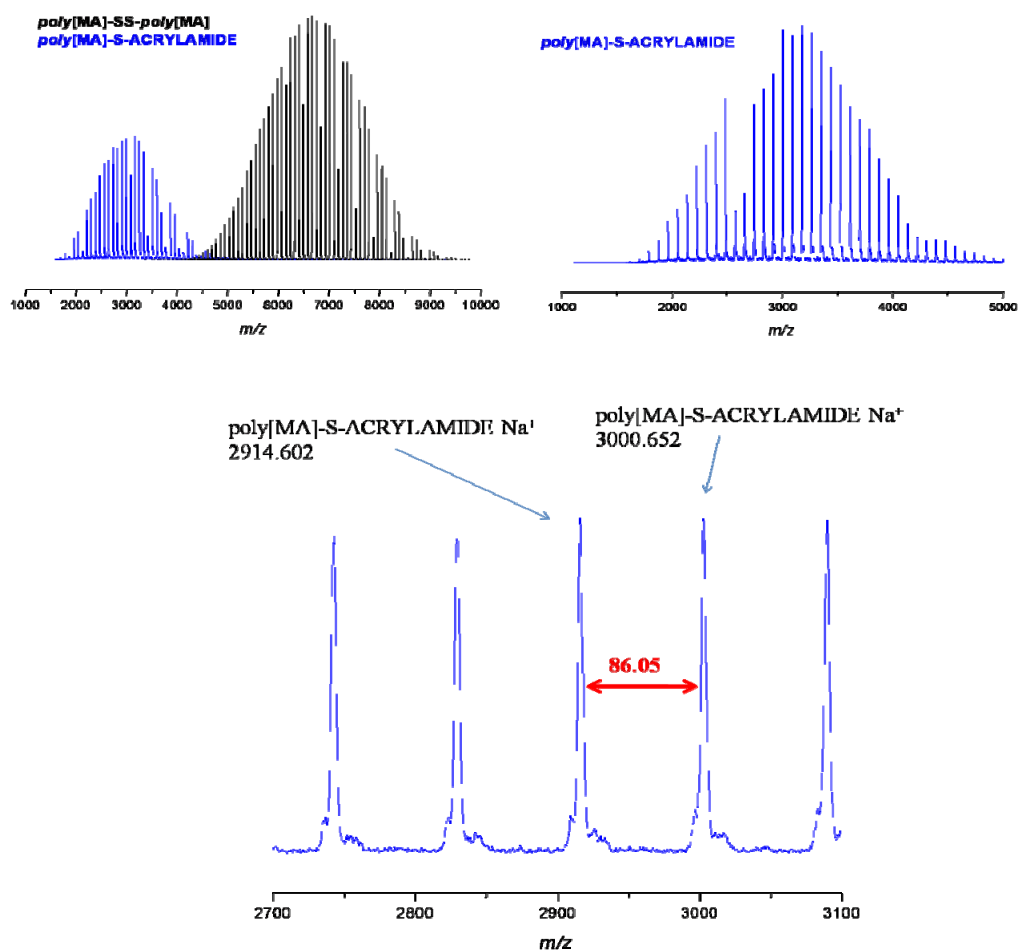 poly[MA]-SS-poly[MA]
poly[MA]-S-ACRYLAMIDE
1000 2000 3000 4000 5000 6000 7000 8000 9000 10000
m/z
poly[MA]-S-ACRYLAMIDE
1000 2000 3000 4000 5000
m/z
poly[MA]-S-ACRYLAMIDE Na⁺
2914.602
poly[MA]-S-ACRYLAMIDE Na⁺
3000.652
86.05
2700 2800 2900 3000 3100
m/z